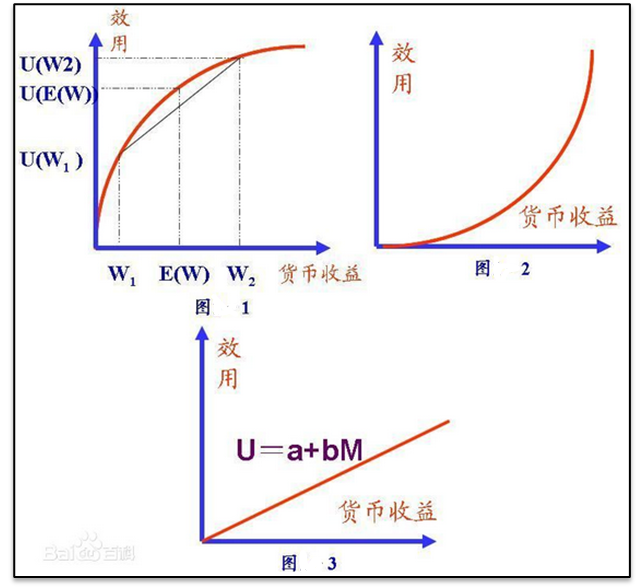 效
用
U(W2)
U(E(W))
U(W₁ )
W₁ E(W) W₂ 货币收益
图 1
效
用
货币收益
图 2
效
用
U=a+bM
货币收益
图 3
Bai百科